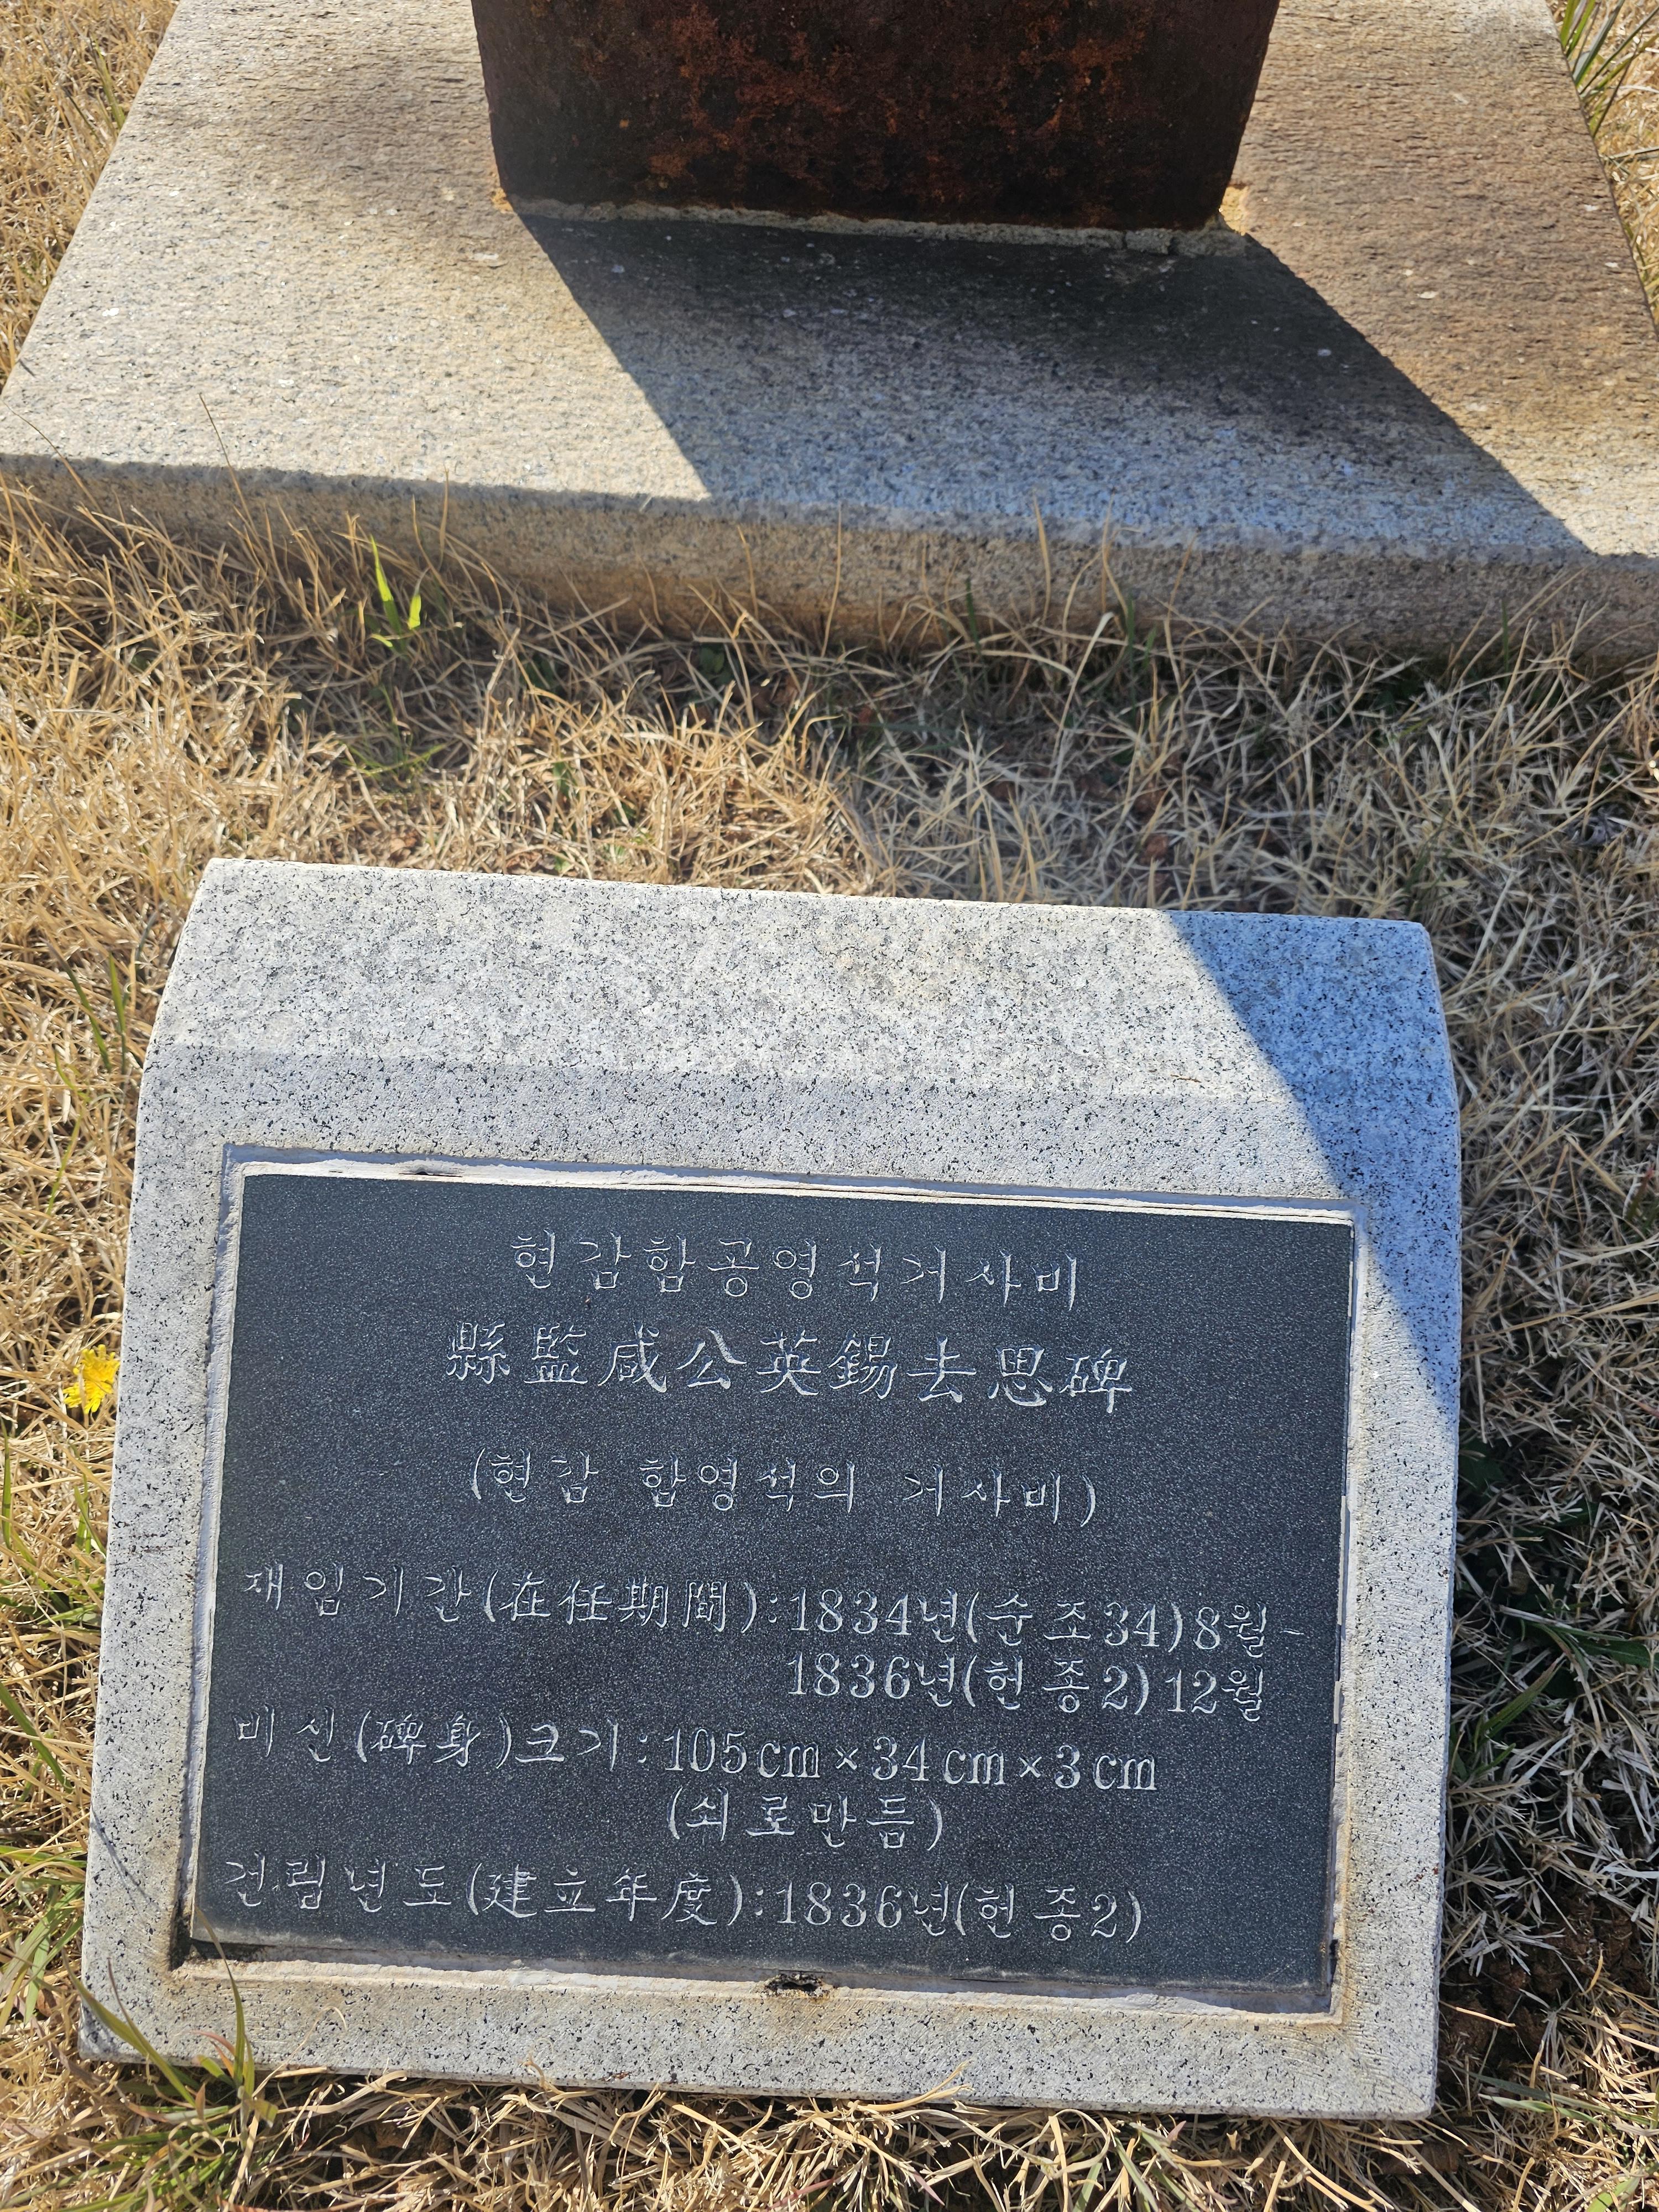 현감함공영석거사비
縣監咸公英錫去思碑
(현감 함영석의 거사비)
재임기간(在任期間):1834년(순조34)8월-
1836년(헌종2)12월
비신(碑身)크기:105cm×34cm×3cm
(쇠로만듬)
건립년도(建立年度):1836년(헌종2)